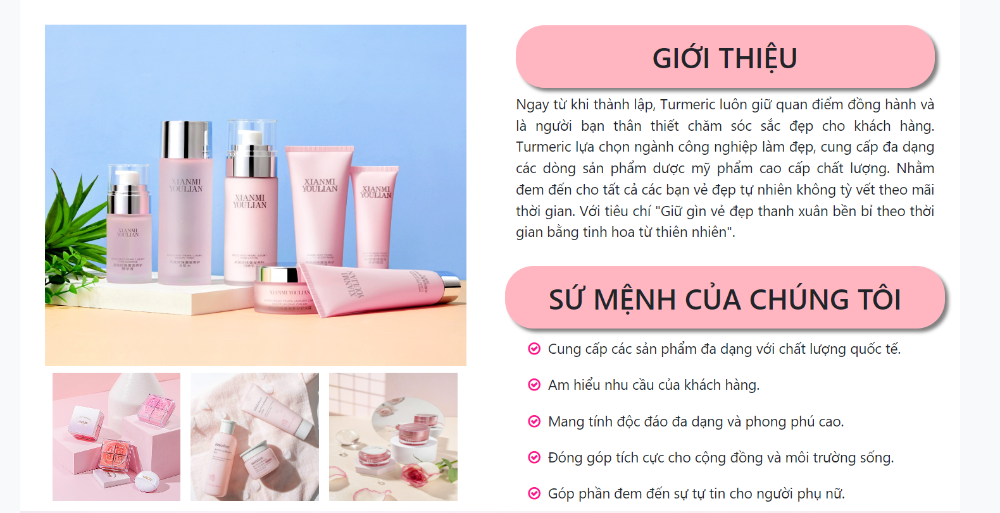 GIỚI THIỆU
Ngay từ khi thành lập, Turmeric luôn giữ quan điểm đồng hành và
là người bạn thân thiết chăm sóc sắc đẹp cho khách hàng.
Turmeric lựa chọn ngành công nghiệp làm đẹp, cung cấp đa dạng
các dòng sản phẩm dược mỹ phẩm cao cấp chất lượng. Nhằm
đem đến cho tất cả các bạn vẻ đẹp tự nhiên không tỳ vết theo mãi
thời gian. Với tiêu chí "Giữ gìn vẻ đẹp thanh xuân bền bỉ theo thời
gian bằng tinh hoa từ thiên nhiên".
SỨ MỆNH CỦA CHÚNG TÔI
Cung cấp các sản phẩm đa dạng với chất lượng quốc tế.
Am hiểu nhu cầu của khách hàng.
Mang tính độc đáo đa dạng và phong phú cao.
Đóng góp tích cực cho cộng đồng và môi trường sống.
Góp phần đem đến sự tự tin cho người phụ nữ.
XIANMI
YOULIAN
XIANMI
YOULIAN
XIANMI
YOULIAN
XIANMI
YOULIAN
XIANMI
YOULIAN
XIANMI YOULIAN
XIANMI
YOULIAN
innisfree
innisfree